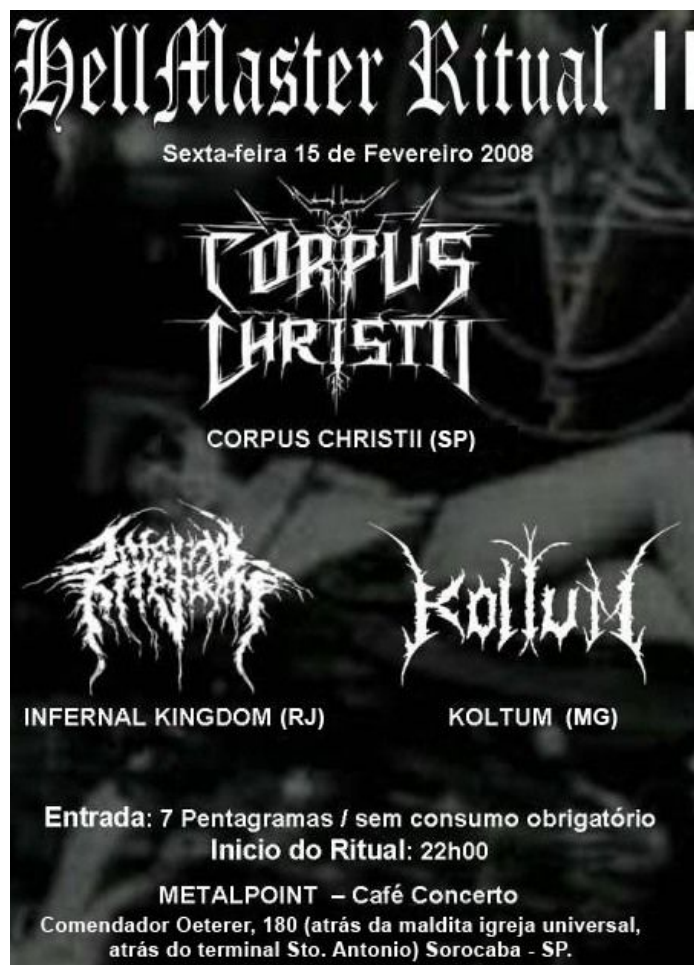 HellMaster Ritual II
Sexta-feira 15 de Fevereiro 2008
CORPUS
CHRISTII
CORPUS CHRISTII (SP)
Infernal
Kingdom
KOLTUM
INFERNAL KINGDOM (RJ)
KOLTUM (MG)
Entrada: 7 Pentagramas / sem consumo obrigatório
Inicio do Ritual: 22h00
METALPOINT – Café Concerto
Comendador Oeterer, 180 (atrás da maldita igreja universal,
atrás do terminal Sto. Antonio) Sorocaba - SP.